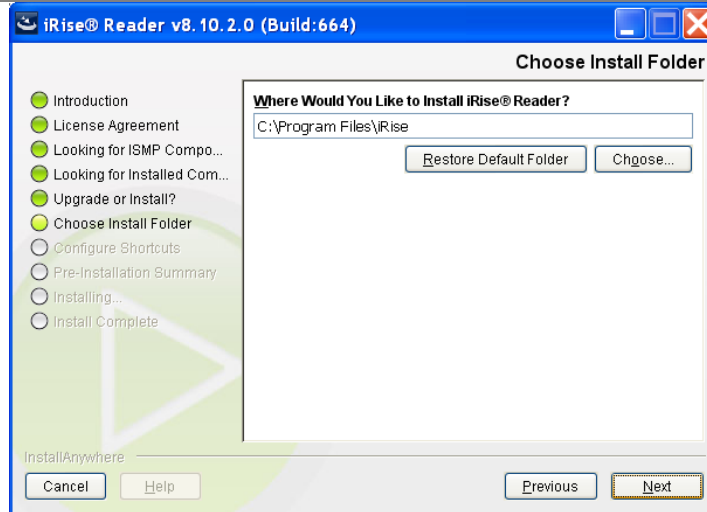 iRise® Reader v8.10.2.0 (Build:664)
Choose Install Folder
Introduction
License Agreement
Looking for ISMP Compo...
Looking for Installed Com...
Upgrade or Install?
Choose Install Folder
Configure Shortcuts
Pre-Installation Summary
Installing...
Install Complete
Where Would You Like to Install iRise® Reader?
C:\Program Files\iRise
Restore Default Folder Choose...
InstallAnywhere
Cancel Help Previous Next